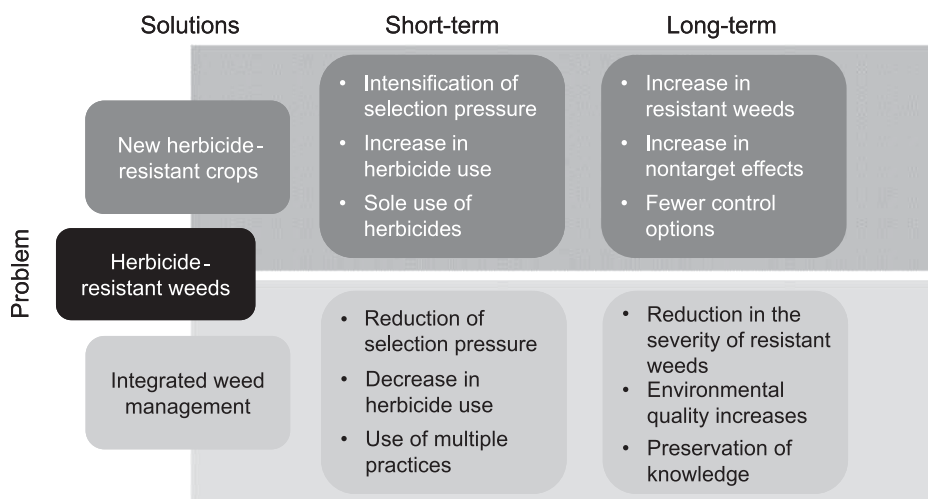 Solutions
Short-term
Long-term
Problem
New herbicide-
resistant crops
• Intensification of
selection pressure
• Increase in
herbicide use
• Sole use of
herbicides
• Increase in
resistant weeds
• Increase in
nontarget effects
• Fewer control
options
Herbicide-
resistant weeds
Integrated weed
management
• Reduction of
selection pressure
• Decrease in
herbicide use
• Use of multiple
practices
• Reduction in the
severity of resistant
weeds
• Environmental
quality increases
• Preservation of
knowledge